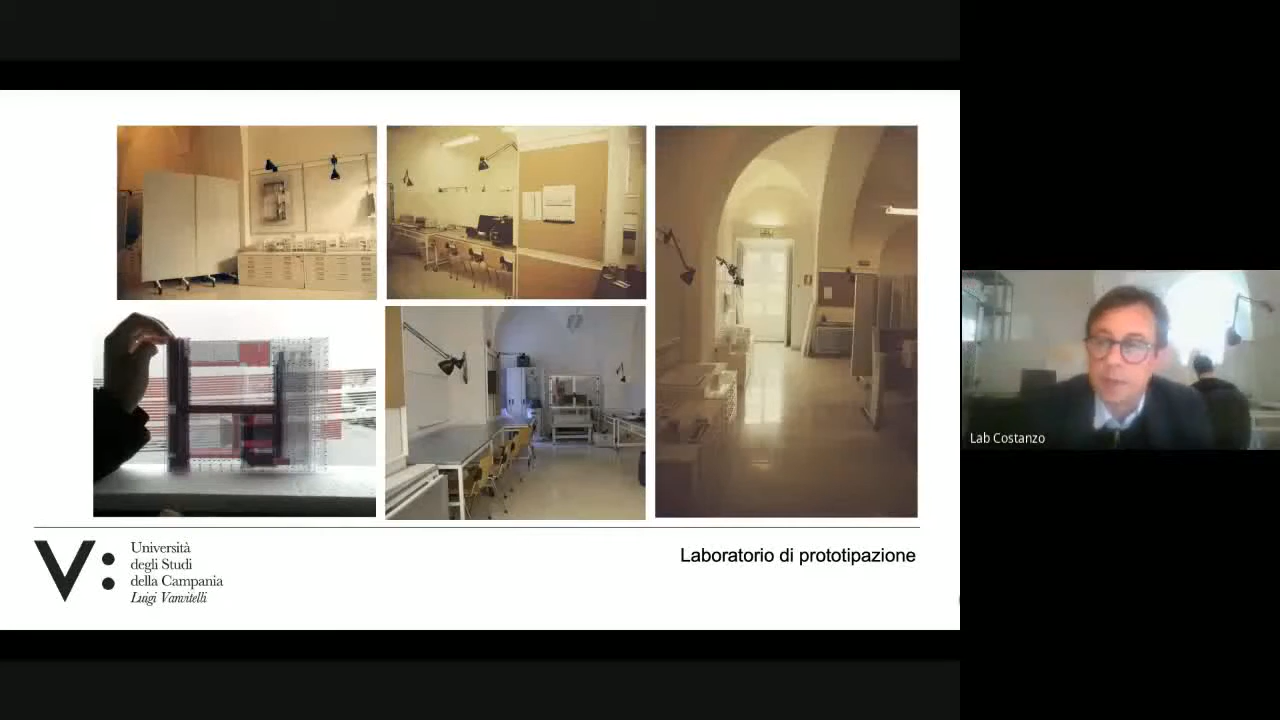 Lab Costanzo
Laboratorio di prototipazione
V:
Università
degli Studi
della Campania
Luigi Vanvitelli